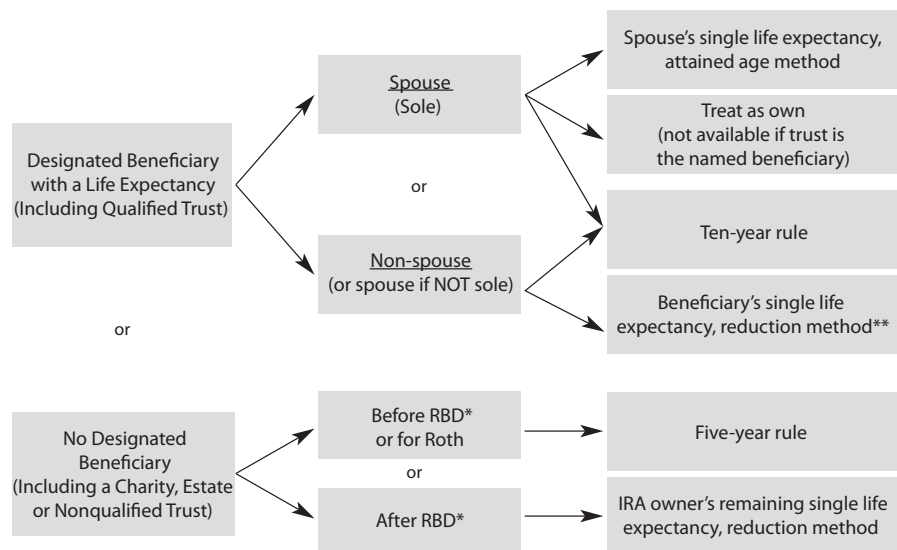 Designated Beneficiary
with a Life Expectancy
(Including Qualified Trust)
or
No Designated
Beneficiary
(Including a Charity, Estate
or Nonqualified Trust)
Spouse
(Sole)
or
Non-spouse
(or spouse if NOT sole)
Before RBD*
or for Roth
or
After RBD*
Spouse’s single life expectancy,
attained age method
Treat as own
(not available if trust is
the named beneficiary)
Ten-year rule
Beneficiary’s single life
expectancy, reduction method**
Five-year rule
IRA owner’s remaining single life
expectancy, reduction method